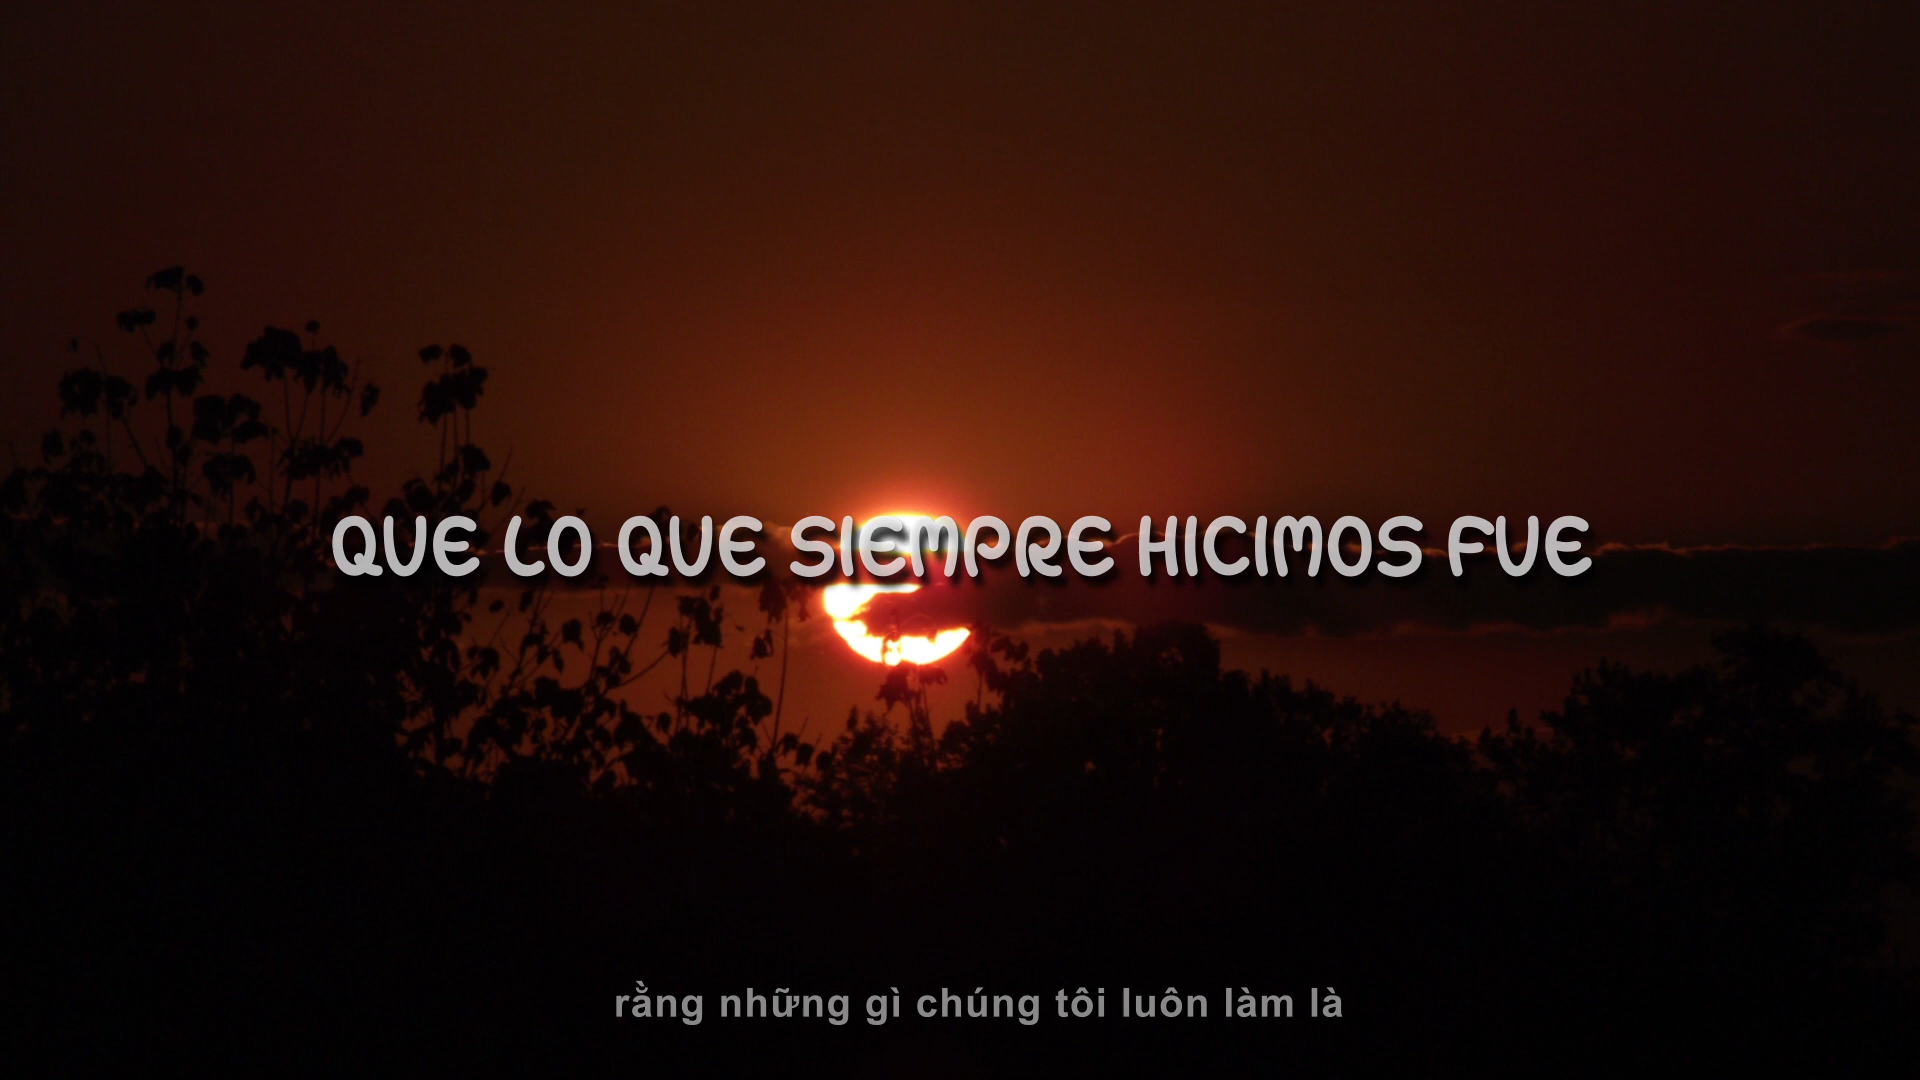 QUE LO QUE SIEMPRE HICIMOS FUE
rằng những gì chúng tôi luôn làm là